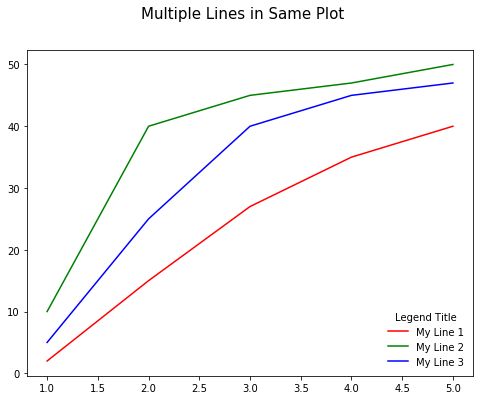 Multiple Lines in Same Plot
50
40
30
20
10
0
Legend Title
My Line 1
My Line 2
My Line 3
1.0 1.5 2.0 2.5 3.0 3.5 4.0 4.5 5.0